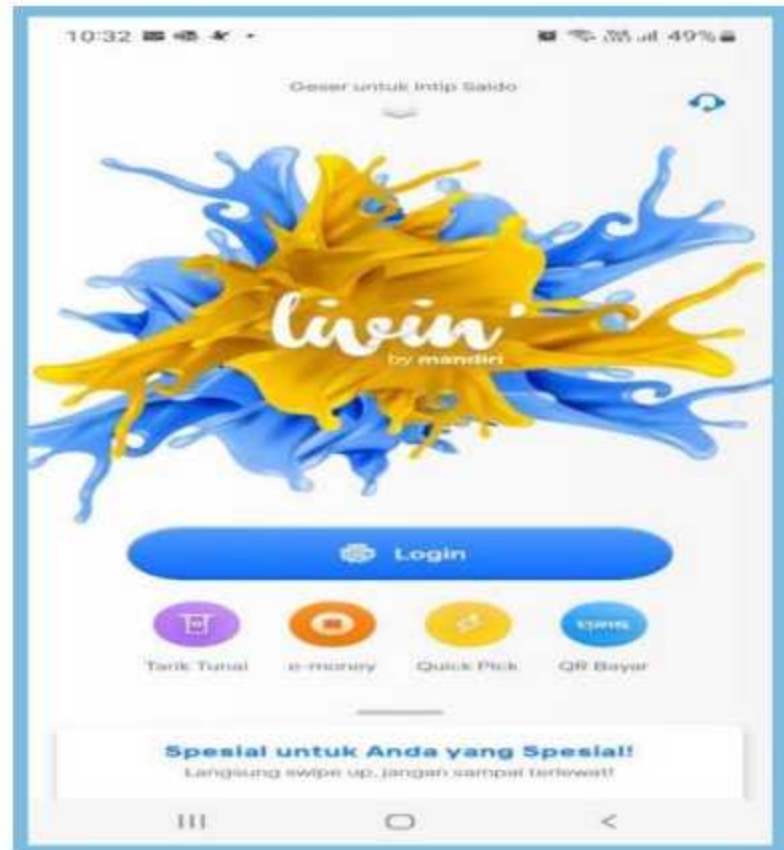 10:32
49%
Geser untuk Intip Saldo
livin'
by mandiri
Login
Tarik Tunai
e-money
Quick Pick
QR Bayar
Spesial untuk Anda yang Spesial!
Langsung swipe up, jangan sampai terlewat!